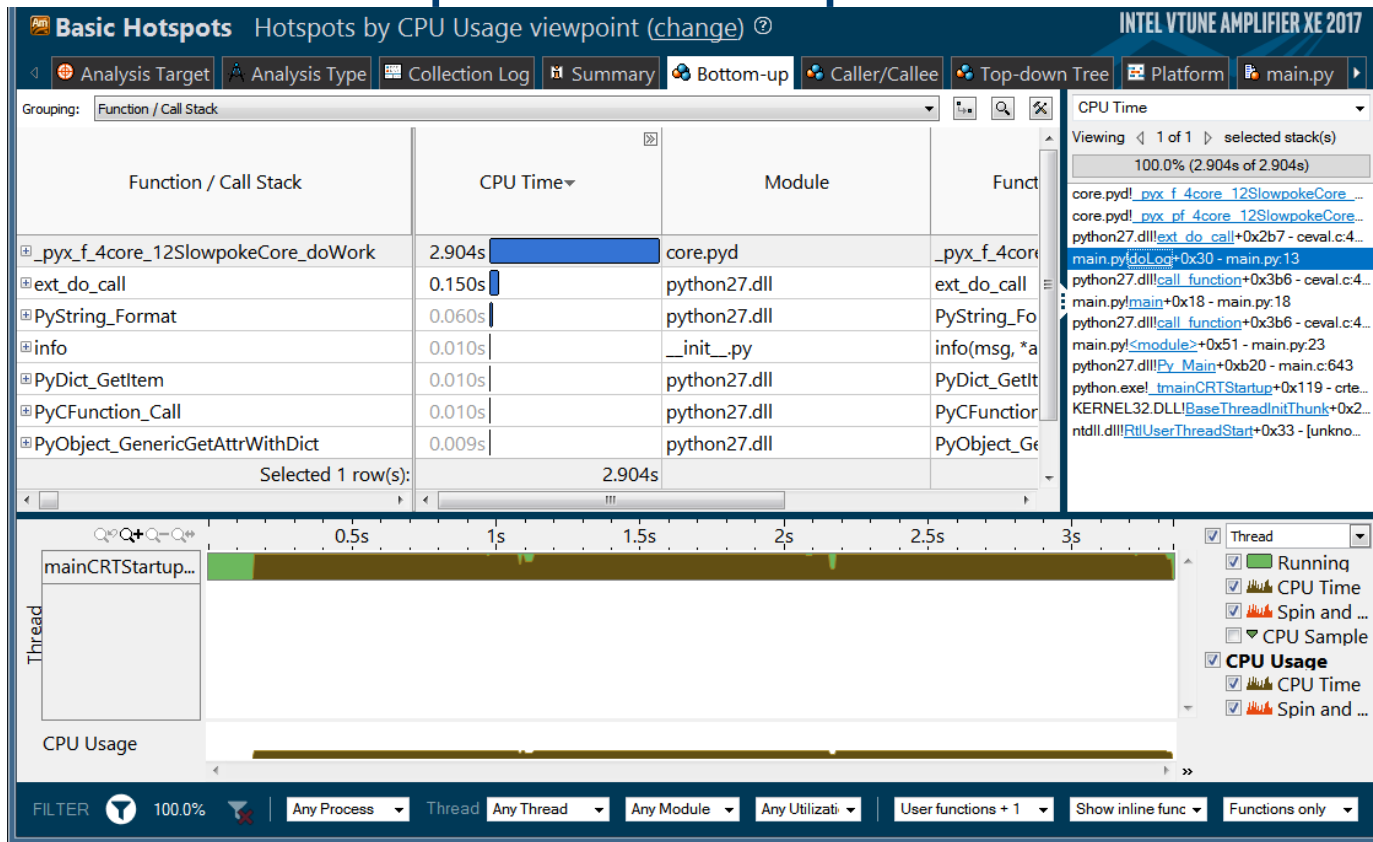 Basic Hotspots Hotspots by CPU Usage viewpoint (change) ?
INTEL VTUNE AMPLIFIER XE 2017
Analysis Target Analysis Type Collection Log Summary Bottom-up Caller/Callee Top-down Tree Platform main.py
Grouping: Function / Call Stack
Function / Call Stack CPU Time Module Funct
_pyx_f_4core_12SlowpokeCore_doWork 2.904s core.pyd _pyx_f_4core
ext_do_call 0.150s python27.dll ext_do_call
PyString_Format 0.060s python27.dll PyString_Fo
info 0.010s __init__.py info(msg, *a
PyDict_GetItem 0.010s python27.dll PyDict_GetIt
PyCFunction_Call 0.010s python27.dll PyCFunction
PyObject_GenericGetAttrWithDict 0.009s python27.dll PyObject_Ge
Selected 1 row(s): 2.904s
CPU Time
Viewing 1 of 1 selected stack(s)
100.0% (2.904s of 2.904s)
core.pyd!_pyx_f_4core_12SlowpokeCore_...
core.pyd!_pyx_pf_4core_12SlowpokeCore...
python27.dll!ext_do_call+0x2b7 - ceval.c:4...
main.py!doLog+0x30 - main.py:13
python27.dll!call_function+0x3b6 - ceval.c:4...
main.py!main+0x18 - main.py:18
python27.dll!call_function+0x3b6 - ceval.c:4...
main.py!<module>+0x51 - main.py:23
python27.dll!Py_Main+0xb20 - main.c:643
python.exe!_tmainCRTStartup+0x119 - crte...
KERNEL32.DLL!BaseThreadInitThunk+0x2...
ntdll.dll!RtlUserThreadStart+0x33 - [unkno...
0.5s 1s 1.5s 2s 2.5s 3s
mainCRTStartup...
Thread
CPU Usage
Thread
Running
CPU Time
Spin and ...
CPU Sample
CPU Usage
CPU Time
Spin and ...
FILTER 100.0% Any Process Thread Any Thread Any Module Any Utilizati User functions + 1 Show inline func Functions only